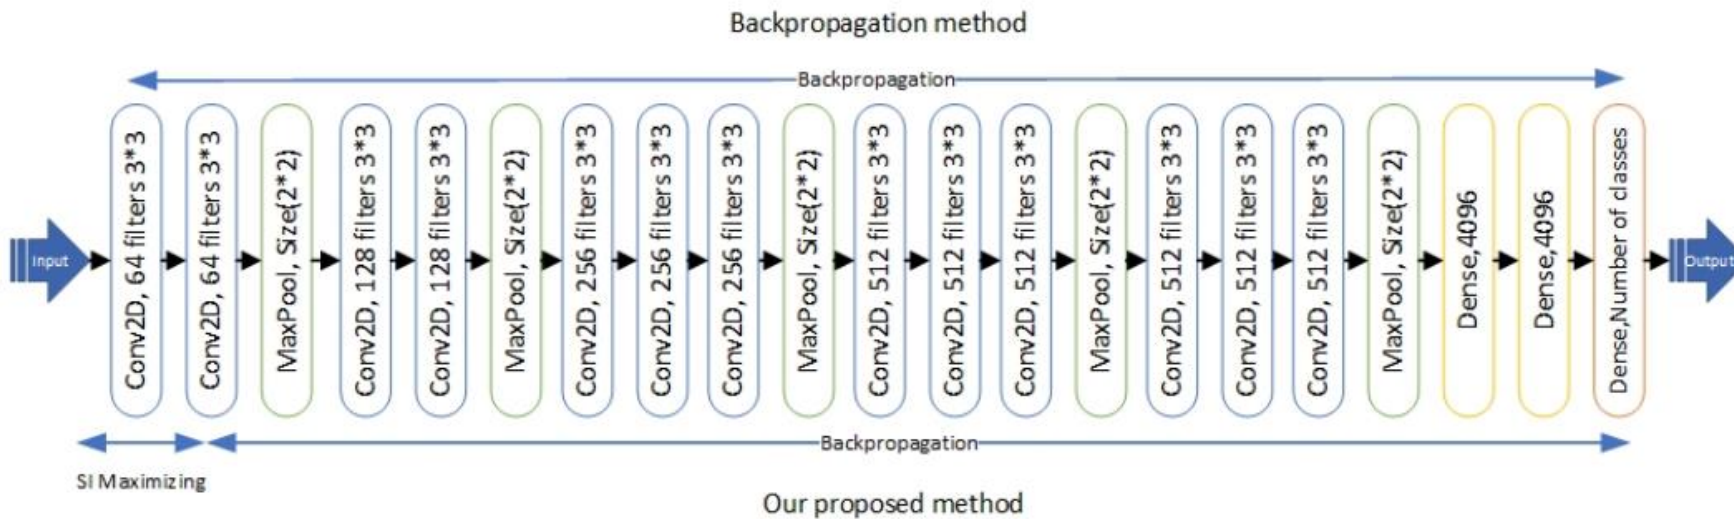 Backpropagation method
Backpropagation
Input
Conv2D, 64 filters 3*3
Conv2D, 64 filters 3*3
MaxPool, Size(2*2)
Conv2D, 128 filters 3*3
Conv2D, 128 filters 3*3
MaxPool, Size(2*2)
Conv2D, 256 filters 3*3
Conv2D, 256 filters 3*3
Conv2D, 256 filters 3*3
MaxPool, Size(2*2)
Conv2D, 512 filters 3*3
Conv2D, 512 filters 3*3
Conv2D, 512 filters 3*3
MaxPool, Size(2*2)
Conv2D, 512 filters 3*3
Conv2D, 512 filters 3*3
Conv2D, 512 filters 3*3
MaxPool, Size(2*2)
Dense,4096
Dense,4096
Dense,Number of classes
Output
Backpropagation
SI Maximizing
Our proposed method